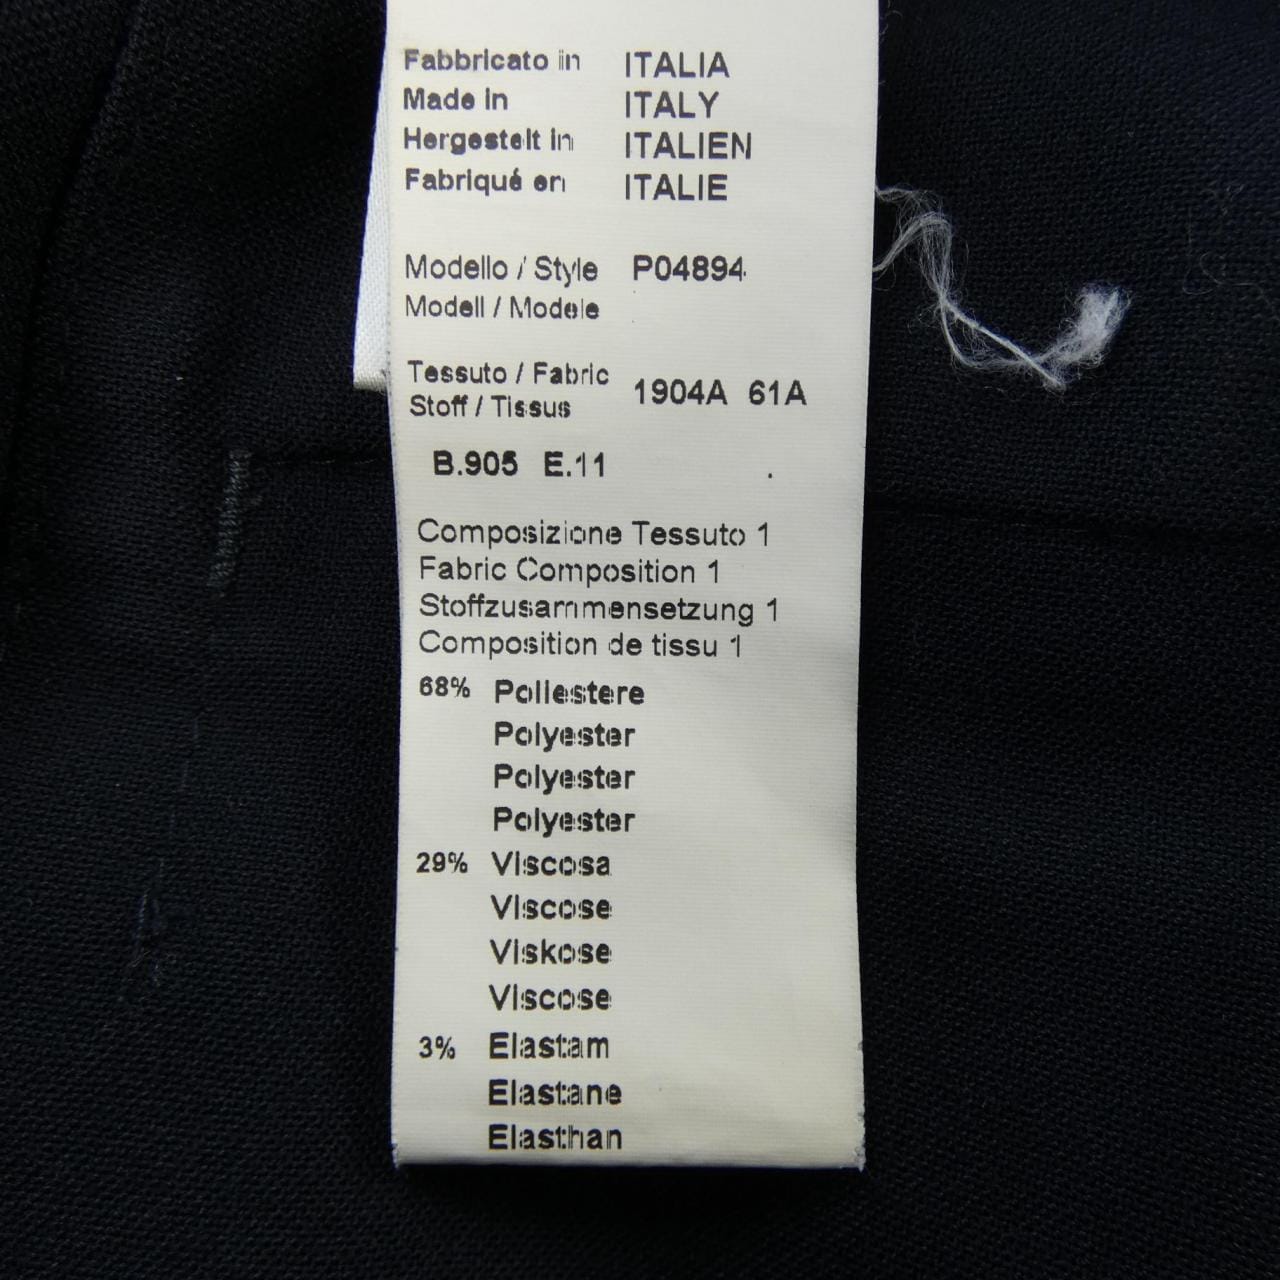 Fabbricato in ITALIA
Made in ITALY
Hergestelt in ITALIEN
Fabriqué en ITALIE
Modello / Style P04894
Modell / Modele
Tessuto / Fabric 1904A 61A
Stoff / Tissus
B.905 E.11
Composizione Tessuto 1
Fabric Composition 1
Stoffzusammensetzung 1
Composition de tissu 1
68% Poliestere
Polyester
Polyester
Polyester
29% Viscosa
Viscose
Viskose
Viscose
3% Elastam
Elastane
Elasthan